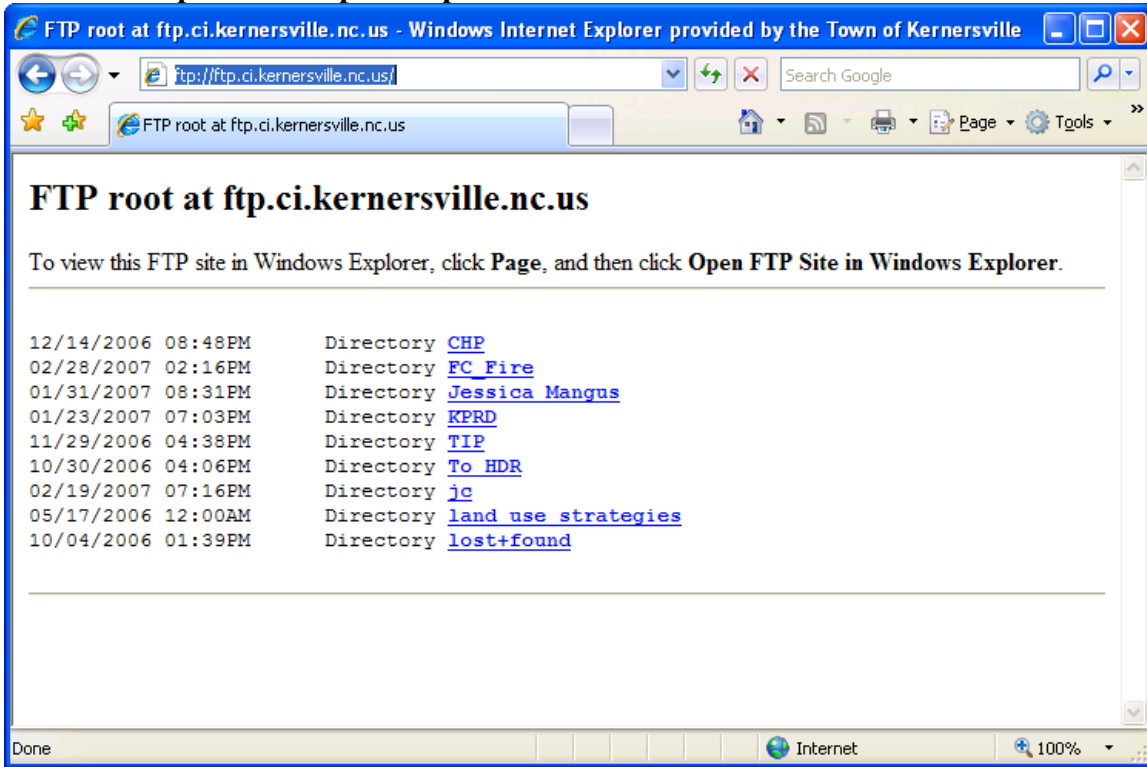 FTP root at ftp.ci.kernersville.nc.us - Windows Internet Explorer provided by the Town of Kernersville
ftp://ftp.ci.kernersville.nc.us/
Search Google
FTP root at ftp.ci.kernersville.nc.us
Page
Tools
FTP root at ftp.ci.kernersville.nc.us
To view this FTP site in Windows Explorer, click Page, and then click Open FTP Site in Windows Explorer.
12/14/2006 08:48PM Directory CHP
02/28/2007 02:16PM Directory FC_Fire
01/31/2007 08:31PM Directory Jessica Mangus
01/23/2007 07:03PM Directory KPRD
11/29/2006 04:38PM Directory TIP
10/30/2006 04:06PM Directory To HDR
02/19/2007 07:16PM Directory jc
05/17/2006 12:00AM Directory land use strategies
10/04/2006 01:39PM Directory lost+found
Done
Internet
100%